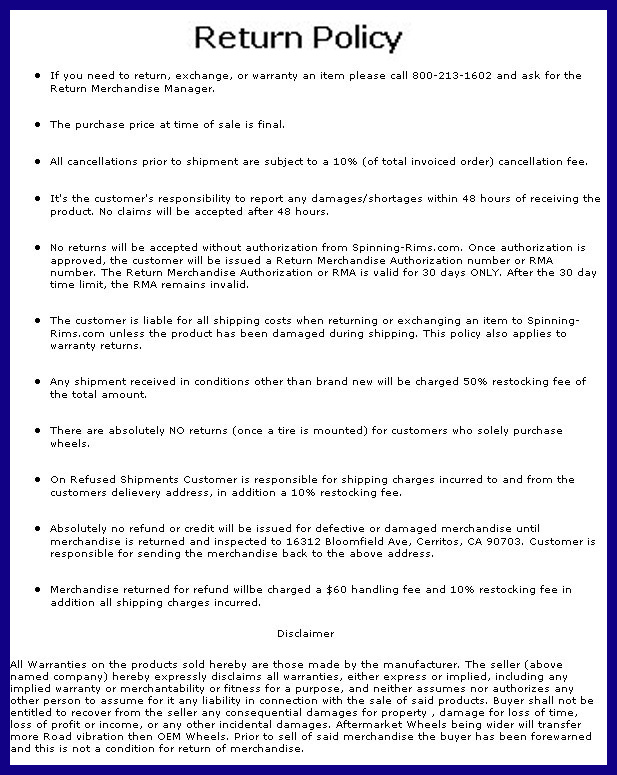 Return Policy
If you need to return, exchange, or warranty an item please call 800-213-1602 and ask for the
Return Merchandise Manager.
The purchase price at time of sale is final.
All cancellations prior to shipment are subject to a 10% (of total invoiced order) cancellation fee.
It's the customer's responsibility to report any damages/shortages within 48 hours of receiving the
product. No claims will be accepted after 48 hours.
No returns will be accepted without authorization from Spinning-Rims.com. Once authorization is
approved, the customer will be issued a Return Merchandise Authorization number or RMA
number. The Return Merchandise Authorization or RMA is valid for 30 days ONLY. After the 30 day
time limit, the RMA remains invalid.
The customer is liable for all shipping costs when returning or exchanging an item to Spinning-
Rims.com unless the product has been damaged during shipping. This policy also applies to
warranty returns.
Any shipment received in conditions other than brand new will be charged 50% restocking fee of
the total amount.
There are absolutely NO returns (once a tire is mounted) for customers who solely purchase
wheels.
On Refused Shipments Customer is responsible for shipping charges incurred to and from the
customers delievery address, in addition a 10% restocking fee.
Absolutely no refund or credit will be issued for defective or damaged merchandise until
merchandise is returned and inspected to 16312 Bloomfield Ave, Cerritos, CA 90703. Customer is
responsible for sending the merchandise back to the above address.
Merchandise returned for refund willbe charged a $60 handling fee and 10% restocking fee in
addition all shipping charges incurred.
Disclaimer
All Warranties on the products sold hereby are those made by the manufacturer. The seller (above
named company) hereby expressly disclaims all warranties, either express or implied, including any
implied warranty or merchantability or fitness for a purpose, and neither assumes nor authorizes any
other person to assume for it any liability in connection with the sale of said products. Buyer shall not be
entitled to recover from the seller any consequential damages for property , damage for loss of time,
loss of profit or income, or any other incidental damages. Aftermarket Wheels being wider will transfer
more Road vibration then OEM Wheels. Prior to sell of said merchandise the buyer has been forewarned
and this is not a condition for return of merchandise.